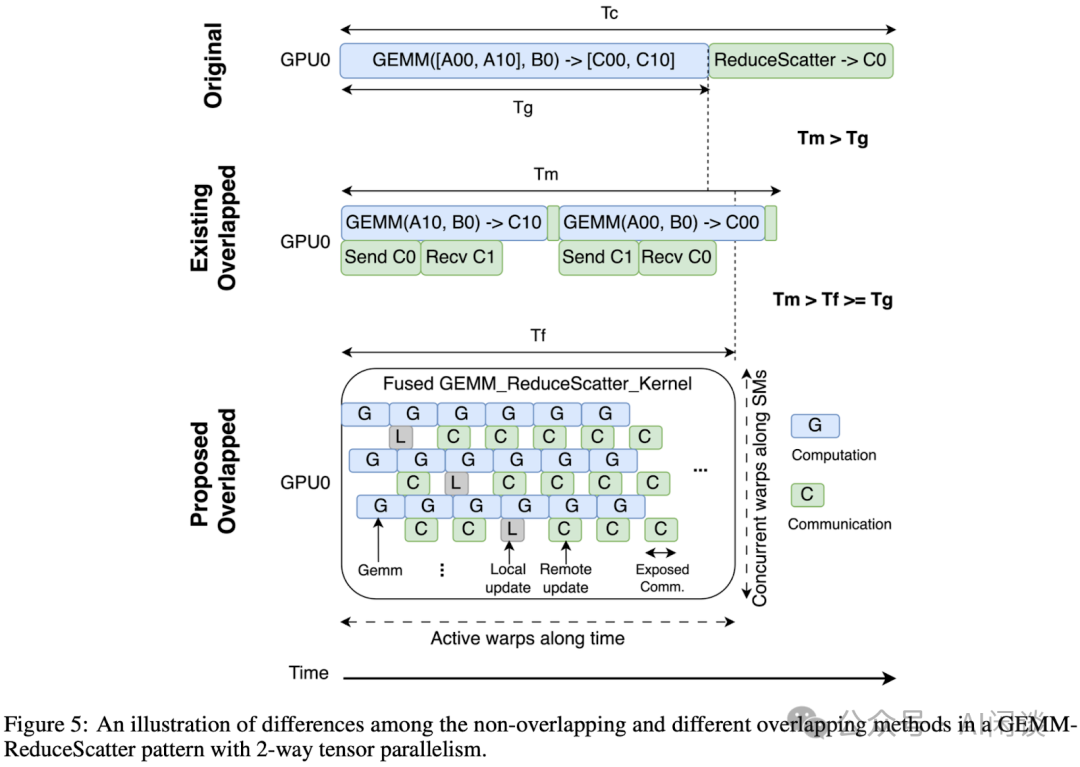 Tc
Original
GPU0
GEMM([A00, A10], B0) -> [C00, C10]
ReduceScatter -> C0
Tg
Tm > Tg
Existing
Overlapped
Tm
GPU0
GEMM(A10, B0) -> C10
GEMM(A00, B0) -> C00
Send C0
Recv C1
Send C1
Recv C0
Tm > Tf >= Tg
Tf
Proposed
Overlapped
GPU0
Fused GEMM_ReduceScatter_Kernel
G G G G G G
L C C C C C
G G G G G G
C L C C C C
...
G G G G G G
C C L C C C
Gemm
⋮
Local
update
Remote
update
Exposed
Comm.
Concurrent warps along SMs
G
Computation
C
Communication
Active warps along time
Time
公众号 · AI闲谈
Figure 5: An illustration of differences among the non-overlapping and different overlapping methods in a GEMM-
ReduceScatter pattern with 2-way tensor parallelism.